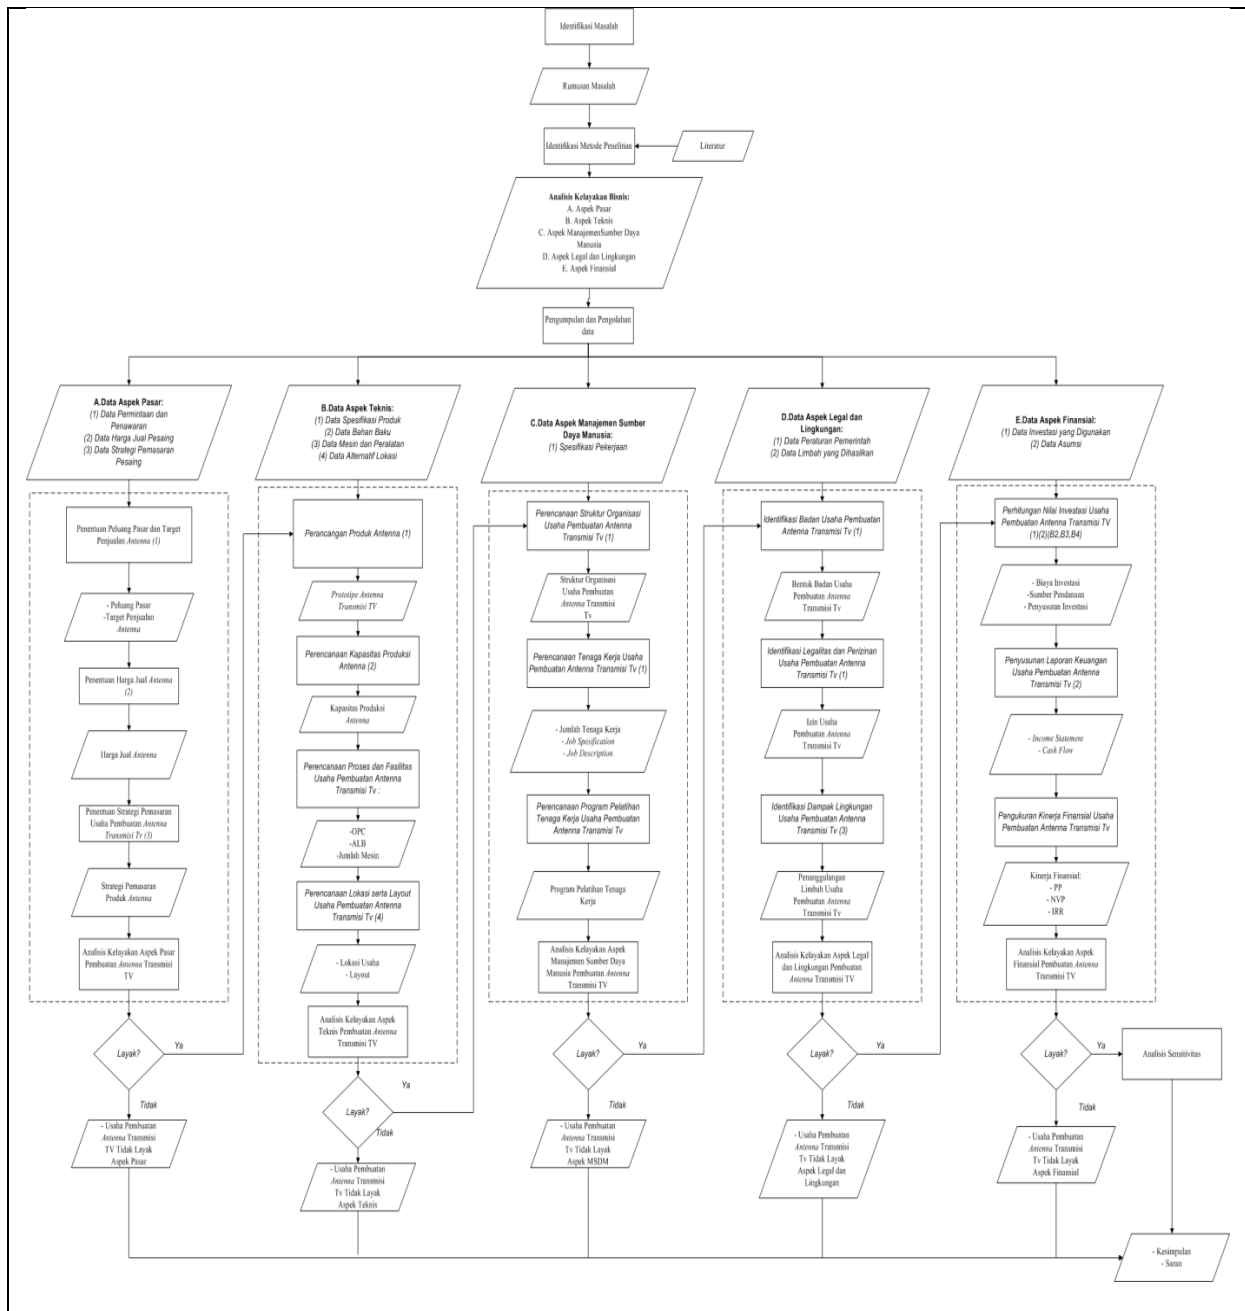 Identifikasi Masalah
Rumusan Masalah
Identifikasi Metode Penelitian
Literatur
Analisis Kelayakan Bisnis:
A. Aspek Pasar
B. Aspek Teknis
C. Aspek ManajemenSumber Daya
Manusia
D. Aspek Legal dan Lingkungan
E. Aspek Finansial
Pengumpulan dan Pengolahan
data
A.Data Aspek Pasar:
(1) Data Permintaan dan
Penawaran
(2) Data Harga Jual Pesaing
(3) Data Strategi Pemasaran
Pesaing
Penentuan Peluang Pasar dan Target
Penjualan Antenna (1)
- Peluang Pasar
-Target Penjualan
Antenna
Penentuan Harga Jual Antenna
(2)
Harga Jual Antenna
Penentuan Strategi Pemasaran
Usaha Pembuatan Antenna
Transmisi Tv (3)
Strategi Pemasaran
Produk Antenna
Analisis Kelayakan Aspek Pasar
Pembuatan Antenna Transmisi
TV
Layak?
Ya
Tidak
- Usaha Pembuatan
Antenna Transmisi
TV Tidak Layak
Aspek Pasar
B.Data Aspek Teknis:
(1) Data Spesifikasi Produk
(2) Data Bahan Baku
(3) Data Mesin dan Peralatan
(4) Data Alternatif Lokasi
Perancangan Produk Antenna (1)
Prototipe Antenna
Transmisi TV
Perencanaan Kapasitas Produksi
Antenna (2)
Kapasitas Produksi
Antenna
Perencanaan Proses dan Fasilitas
Usaha Pembuatan Antenna
Transmisi Tv :
-OPC
-ALB
-Jumlah Mesin
Perencanaan Lokasi serta Layout
Usaha Pembuatan Antenna
Transmisi Tv (4)
- Lokasi Usaha
- Layout
Analisis Kelayakan Aspek
Teknis Pembuatan Antenna
Transmisi TV
Layak?
Ya
Tidak
- Usaha Pembuatan
Antenna Transmisi
Tv Tidak Layak
Aspek Teknis
C.Data Aspek Manajemen Sumber
Daya Manusia:
(1) Spesifikasi Pekerjaan
Perencanaan Struktur Organisasi
Usaha Pembuatan Antenna
Transmisi Tv (1)
Struktur Organisasi
Usaha Pembuatan
Antenna Transmisi
Tv
Perencanaan Tenaga Kerja Usaha
Pembuatan Antenna Transmisi Tv (1)
- Jumlah Tenaga Kerja
- Job Spesification
- Job Description
Perencanaan Program Pelatihan
Tenaga Kerja Usaha Pembuatan
Antenna Transmisi Tv
Program Pelatihan Tenaga
Kerja
Analisis Kelayakan Aspek
Manajemen Sumber Daya
Manusia Pembuatan Antenna
Transmisi TV
Layak?
Ya
Tidak
- Usaha Pembuatan
Antenna Transmisi
Tv Tidak Layak
Aspek MSDM
D.Data Aspek Legal dan
Lingkungan:
(1) Data Peraturan Pemerintah
(2) Data Limbah yang Dihasilkan
Identifikasi Badan Usaha Pembuatan
Antenna Transmisi Tv (1)
Bentuk Badan Usaha
Pembuatan Antenna
Transmisi Tv
Identifikasi Legalitas dan Perizinan
Usaha Pembuatan Antenna
Transmisi Tv (1)
Izin Usaha
Pembuatan Antenna
Transmisi Tv
Identifikasi Dampak Lingkungan
Usaha Pembuatan Antenna
Transmisi Tv (3)
Penanggulangan
Limbah Usaha
Pembuatan Antenna
Transmisi Tv
Analisis Kelayakan Aspek Legal
dan Lingkungan Pembuatan
Antenna Transmisi TV
Layak?
Ya
Tidak
- Usaha Pembuatan
Antenna Transmisi
Tv Tidak Layak
Aspek Legal dan
Lingkungan
E.Data Aspek Finansial:
(1) Data Investasi yang Digunakan
(2) Data Asumsi
Perhitungan Nilai Investasi Usaha
Pembuatan Antenna Transmisi TV
(1)(2)(B2,B3,B4)
- Biaya Investasi
-Sumber Pendanaan
- Penyusutan Investasi
Penyusunan Laporan Keuangan
Usaha Pembuatan Antenna
Transmisi Tv (2)
- Income Statement
- Cash Flow
Pengukuran Kinerja Finansial Usaha
Pembuatan Antenna Transmisi Tv
Kinerja Finansial:
- PP
- NVP
- IRR
Analisis Kelayakan Aspek
Finansial Pembuatan Antenna
Transmisi TV
Layak?
Ya
Tidak
- Usaha Pembuatan
Antenna Transmisi
Tv Tidak Layak
Aspek Finansial
Analisis Sensitivitas
- Kesimpulan
- Saran